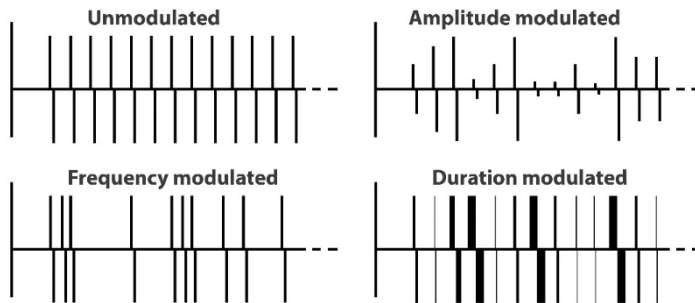 Unmodulated
Amplitude modulated
Frequency modulated
Duration modulated